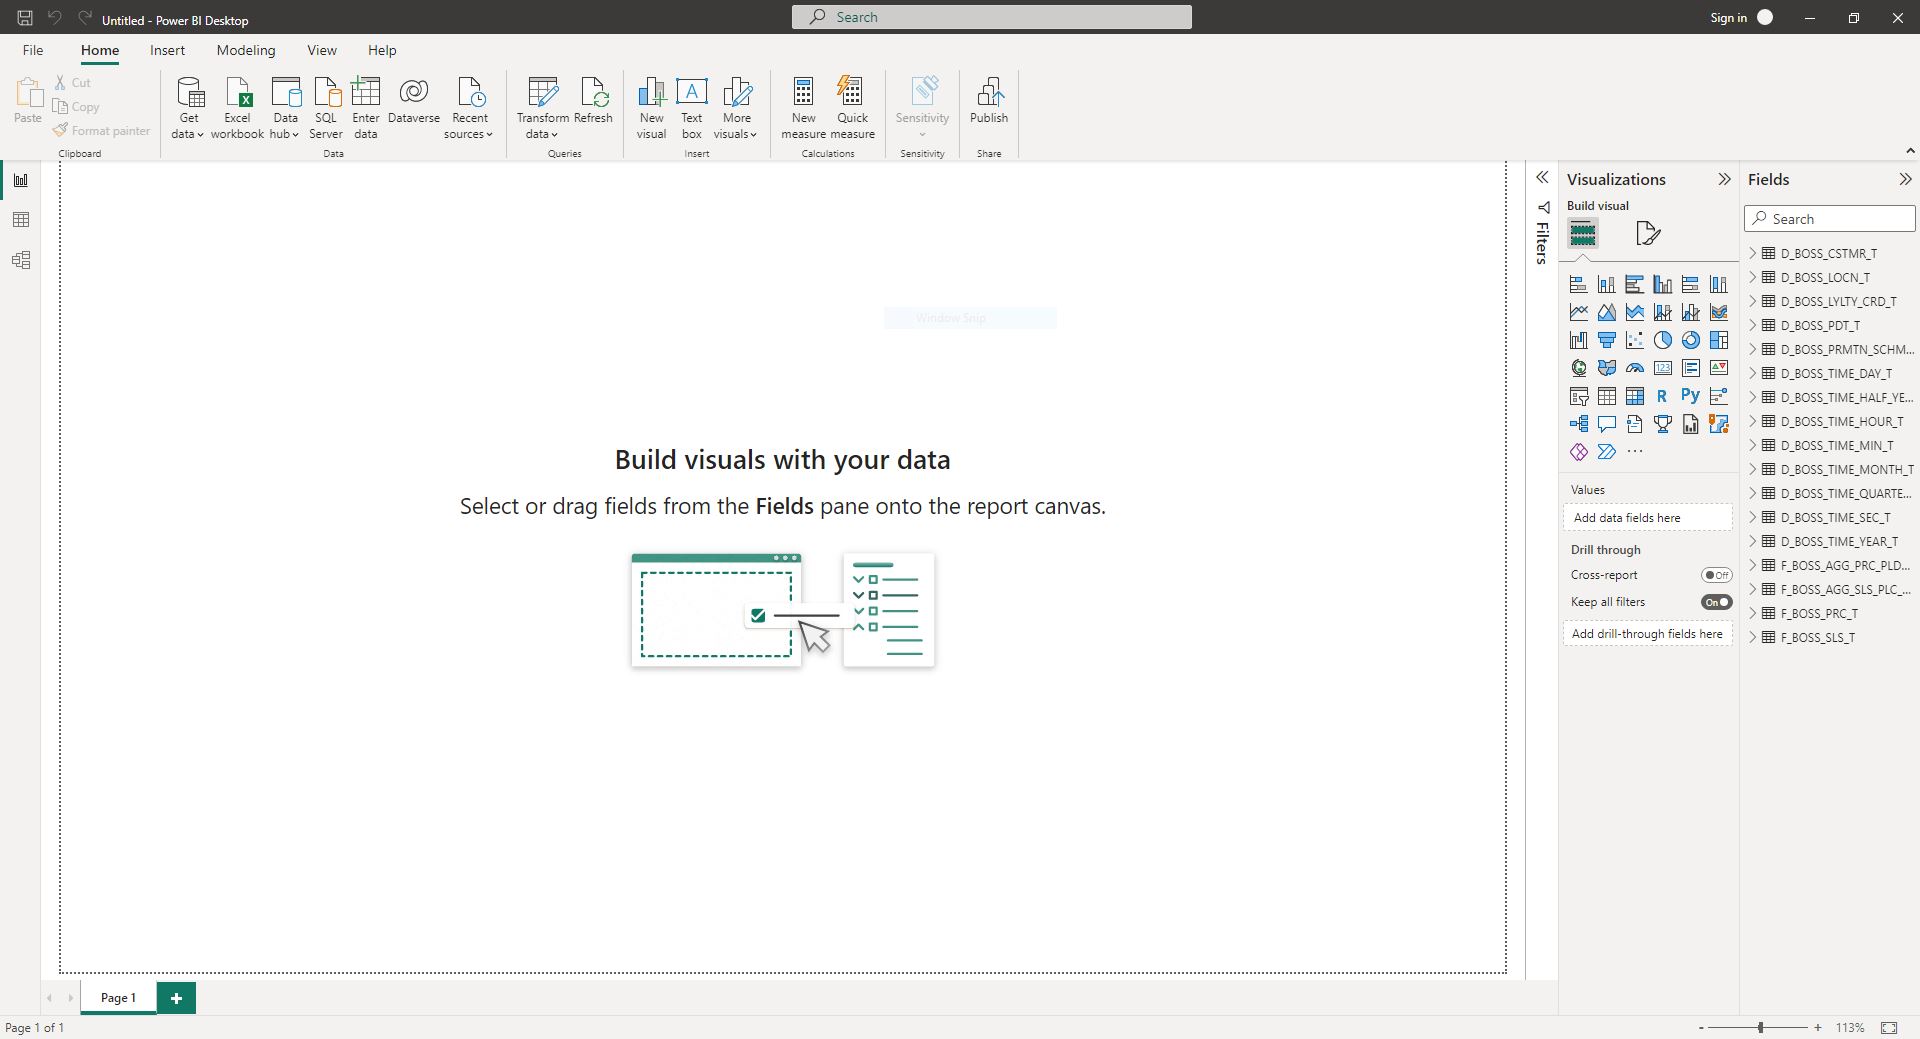 Untitled - Power BI Desktop
Search
Sign in
File
Home
Insert
Modeling
View
Help
Paste
Cut
Copy
Format painter
Clipboard
Get data
Excel workbook
Data hub
SQL Server
Enter data
Dataverse
Recent sources
Data
Transform data
Refresh
Queries
New visual
Text box
More visuals
Insert
New measure
Quick measure
Calculations
Sensitivity
Sensitivity
Publish
Share
Window Snip
Build visuals with your data
Select or drag fields from the Fields pane onto the report canvas.
Filters
Visualizations
Build visual
123
R
Py
Values
Add data fields here
Drill through
Cross-report
Off
Keep all filters
On
Add drill-through fields here
Fields
Search
D_BOSS_CSTMR_T
D_BOSS_LOCN_T
D_BOSS_LYLTY_CRD_T
D_BOSS_PDT_T
D_BOSS_PRMTN_SCHM...
D_BOSS_TIME_DAY_T
D_BOSS_TIME_HALF_YE...
D_BOSS_TIME_HOUR_T
D_BOSS_TIME_MIN_T
D_BOSS_TIME_MONTH_T
D_BOSS_TIME_QUARTE...
D_BOSS_TIME_SEC_T
D_BOSS_TIME_YEAR_T
F_BOSS_AGG_PRC_PLD...
F_BOSS_AGG_SLS_PLC_...
F_BOSS_PRC_T
F_BOSS_SLS_T
Page 1
Page 1 of 1
113%